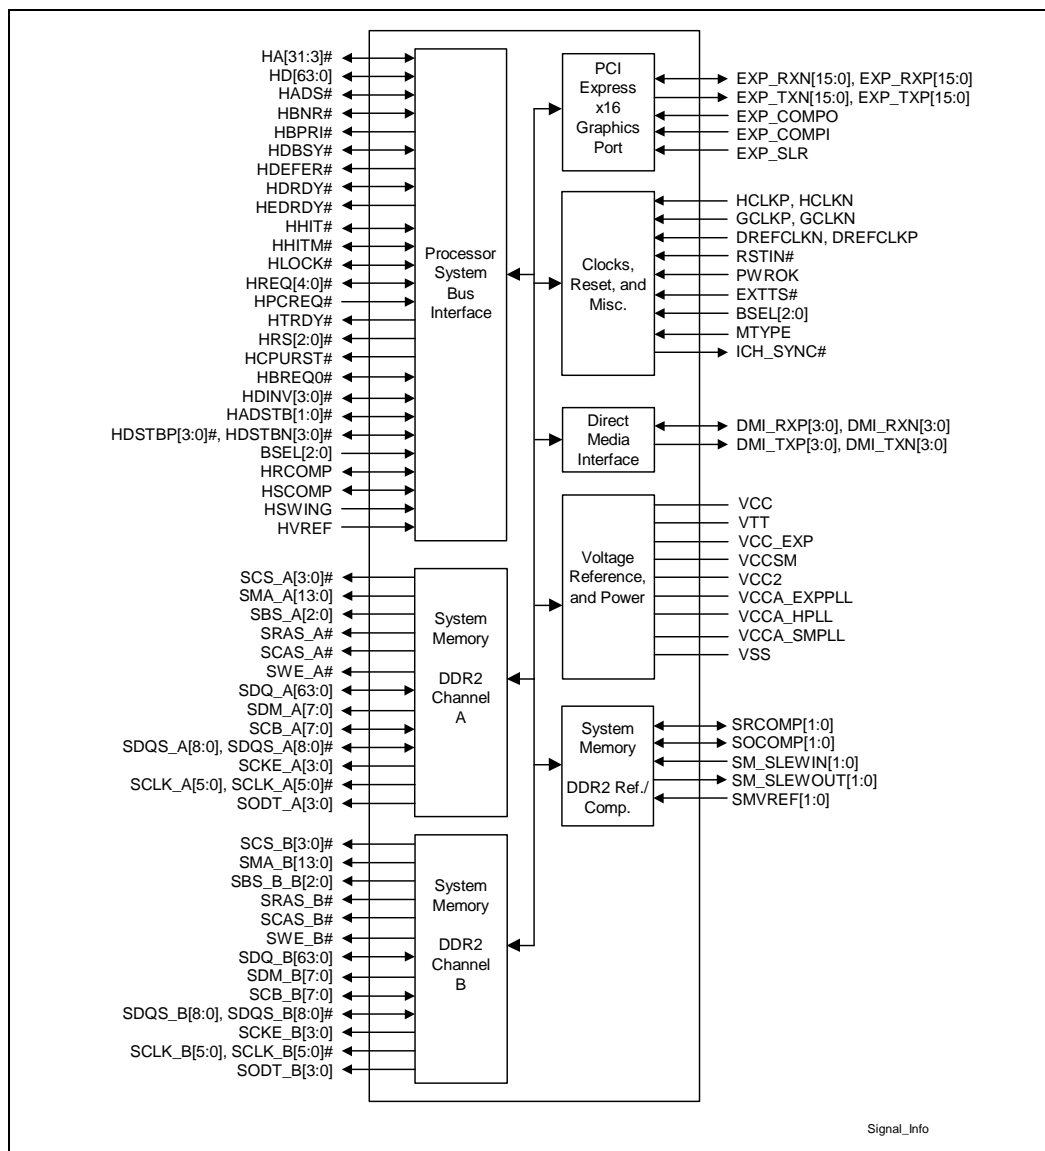 HA[31:3]#
HD[63:0]
HADS#
HBNR#
HBPRI#
HDBSY#
HDEFER#
HDRDY#
HEDRDY#
HHIT#
HHITM#
HLOCK#
HREQ[4:0]#
HPCREQ#
HTRDY#
HRS[2:0]#
HCPURST#
HBREQ0#
HDINV[3:0]#
HADSTB[1:0]#
HDSTBP[3:0]#, HDSTBN[3:0]#
BSEL[2:0]
HRCOMP
HSCOMP
HSWING
HVREF
Processor
System
Bus
Interface
SCS_A[3:0]#
SMA_A[13:0]
SBS_A[2:0]
SRAS_A#
SCAS_A#
SWE_A#
SDQ_A[63:0]
SDM_A[7:0]
SCB_A[7:0]
SDQS_A[8:0], SDQS_A[8:0]#
SCKE_A[3:0]
SCLK_A[5:0], SCLK_A[5:0]#
SODT_A[3:0]
System
Memory
DDR2
Channel
A
SCS_B[3:0]#
SMA_B[13:0]
SBS_B_B[2:0]
SRAS_B#
SCAS_B#
SWE_B#
SDQ_B[63:0]
SDM_B[7:0]
SCB_B[7:0]
SDQS_B[8:0], SDQS_B[8:0]#
SCKE_B[3:0]
SCLK_B[5:0], SCLK_B[5:0]#
SODT_B[3:0]
System
Memory
DDR2
Channel
B
PCI
Express
x16
Graphics
Port
EXP_RXN[15:0], EXP_RXP[15:0]
EXP_TXN[15:0], EXP_TXP[15:0]
EXP_COMPO
EXP_COMPI
EXP_SLR
Clocks,
Reset, and
Misc.
HCLKP, HCLKN
GCLKP, GCLKN
DREFCLKN, DREFCLKP
RSTIN#
PWROK
EXTTS#
BSEL[2:0]
MTYPE
ICH_SYNC#
Direct
Media
Interface
DMI_RXP[3:0], DMI_RXN[3:0]
DMI_TXP[3:0], DMI_TXN[3:0]
Voltage
Reference,
and Power
VCC
VTT
VCC_EXP
VCCSM
VCC2
VCCA_EXPPLL
VCCA_HPLL
VCCA_SMPLL
VSS
System
Memory
DDR2 Ref./
Comp.
SRCOMP[1:0]
SOCOMP[1:0]
SM_SLEWIN[1:0]
SM_SLEWOUT[1:0]
SMVREF[1:0]
Signal_Info